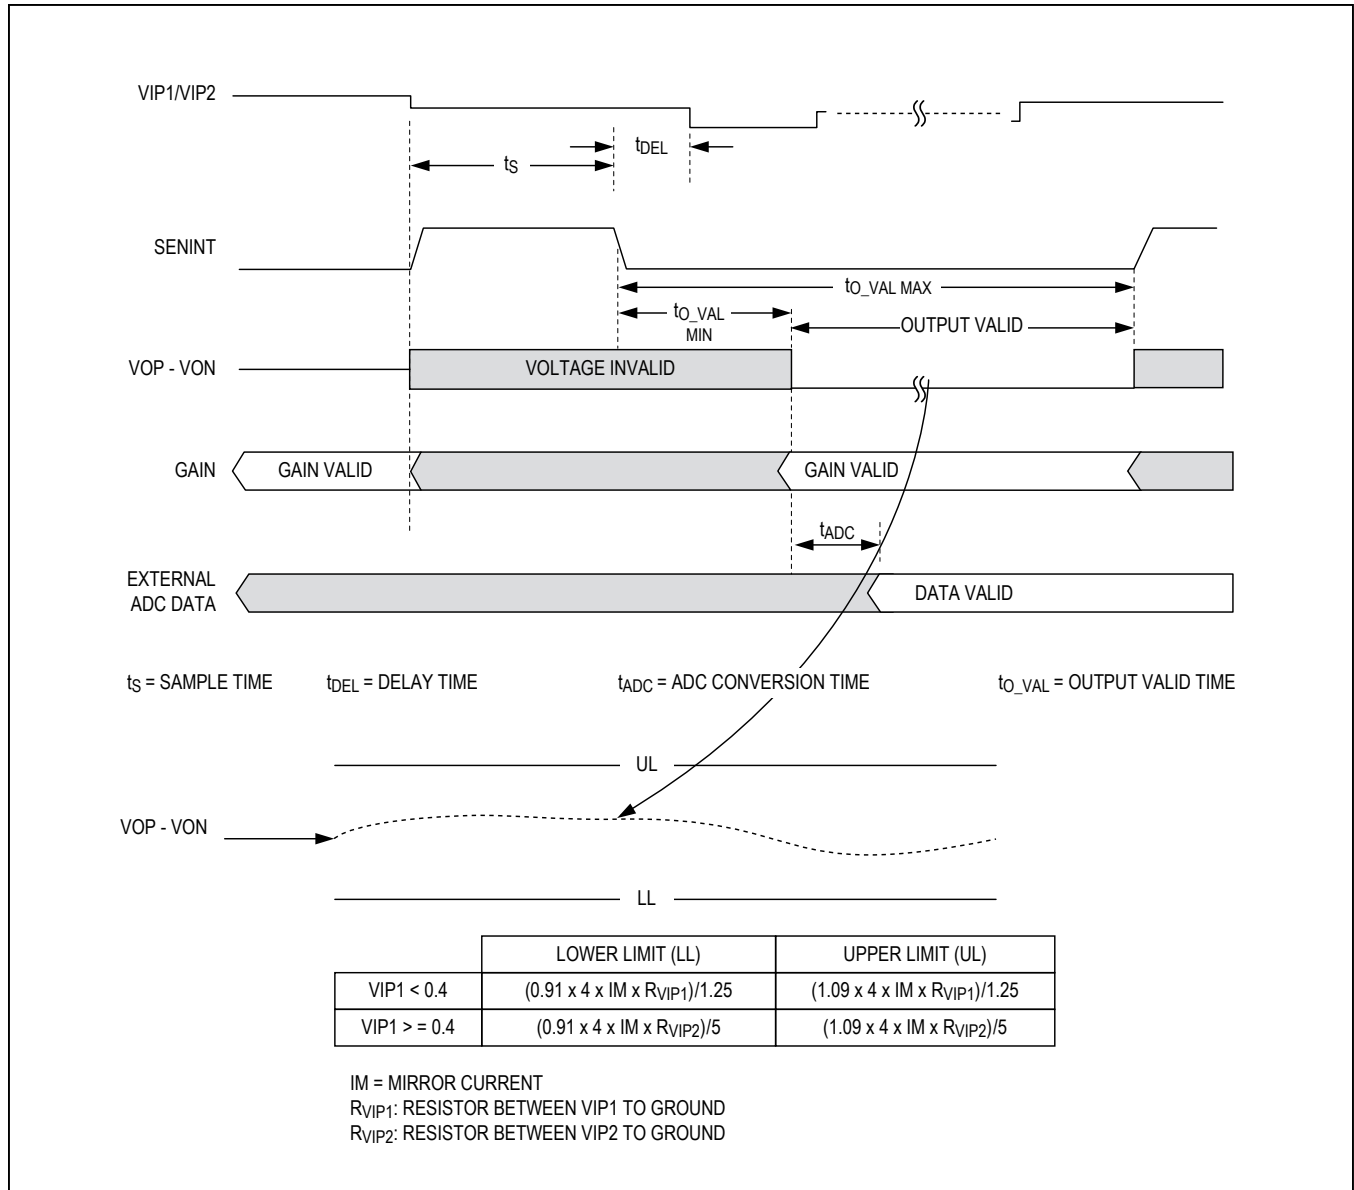 VIP1/VIP2
tDEL
tS
SENINT
tO_VAL MAX
tO_VAL
MIN
OUTPUT VALID
VOP - VON
VOLTAGE INVALID
GAIN
GAIN VALID
GAIN VALID
tADC
EXTERNAL
ADC DATA
DATA VALID
tS = SAMPLE TIME
tDEL = DELAY TIME
tADC = ADC CONVERSION TIME
tO_VAL = OUTPUT VALID TIME
UL
VOP - VON
LL
LOWER LIMIT (LL)
UPPER LIMIT (UL)
VIP1 < 0.4
(0.91 x 4 x IM x RVIP1)/1.25
(1.09 x 4 x IM x RVIP1)/1.25
VIP1 > = 0.4
(0.91 x 4 x IM x RVIP2)/5
(1.09 x 4 x IM x RVIP2)/5
IM = MIRROR CURRENT
RVIP1: RESISTOR BETWEEN VIP1 TO GROUND
RVIP2: RESISTOR BETWEEN VIP2 TO GROUND